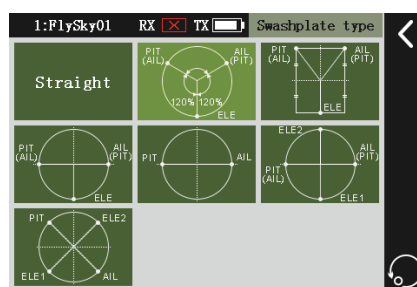 1:FlySky01 RX TX Swashplate type
Straight
PIT (AIL) AIL (PIT) 120% 120% ELE
PIT (AIL) AIL (PIT) ELE
PIT (AIL) AIL (PIT) ELE
PIT AIL
ELE2 AIL (PIT) PIT (AIL) ELE1
PIT ELE2 ELE1 AIL